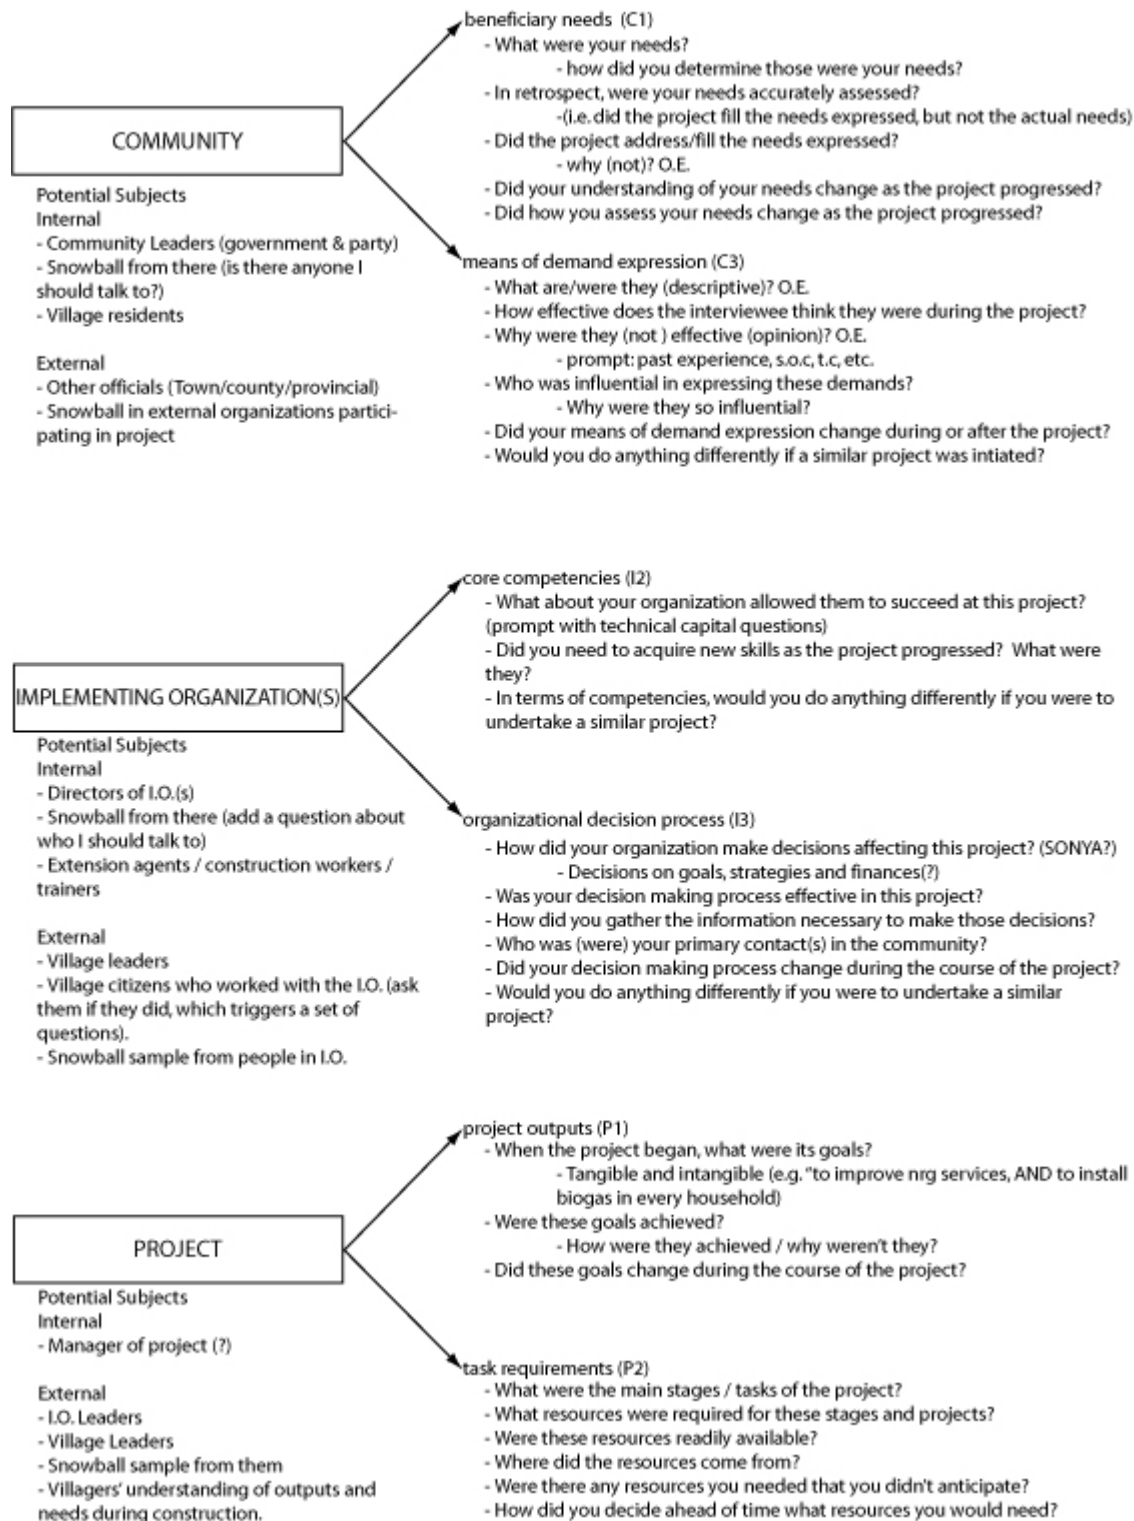 COMMUNITY
Potential Subjects
Internal
- Community Leaders (government & party)
- Snowball from there (is there anyone I
should talk to?)
- Village residents
External
- Other officials (Town/county/provincial)
- Snowball in external organizations partici-
pating in project
beneficiary needs (C1)
- What were your needs?
- how did you determine those were your needs?
- In retrospect, were your needs accurately assessed?
-(i.e. did the project fill the needs expressed, but not the actual needs)
- Did the project address/fill the needs expressed?
- why (not)? O.E.
- Did your understanding of your needs change as the project progressed?
- Did how you assess your needs change as the project progressed?
means of demand expression (C3)
- What are/were they (descriptive)? O.E.
- How effective does the interviewee think they were during the project?
- Why were they (not ) effective (opinion)? O.E.
- prompt: past experience, s.o.c, t.c, etc.
- Who was influential in expressing these demands?
- Why were they so influential?
- Did your means of demand expression change during or after the project?
- Would you do anything differently if a similar project was intiated?
IMPLEMENTING ORGANIZATION(S)
Potential Subjects
Internal
- Directors of I.O.(s)
- Snowball from there (add a question about
who I should talk to)
- Extension agents / construction workers /
trainers
External
- Village leaders
- Village citizens who worked with the I.O. (ask
them if they did, which triggers a set of
questions).
- Snowball sample from people in I.O.
core competencies (I2)
- What about your organization allowed them to succeed at this project?
(prompt with technical capital questions)
- Did you need to acquire new skills as the project progressed? What were
they?
- In terms of competencies, would you do anything differently if you were to
undertake a similar project?
organizational decision process (I3)
- How did your organization make decisions affecting this project? (SONYA?)
- Decisions on goals, strategies and finances(?)
- Was your decision making process effective in this project?
- How did you gather the information necessary to make those decisions?
- Who was (were) your primary contact(s) in the community?
- Did your decision making process change during the course of the project?
- Would you do anything differently if you were to undertake a similar
project?
PROJECT
Potential Subjects
Internal
- Manager of project (?)
External
- I.O. Leaders
- Village Leaders
- Snowball sample from them
- Villagers' understanding of outputs and
needs during construction.
project outputs (P1)
- When the project began, what were its goals?
- Tangible and intangible (e.g. "to improve nrg services, AND to install
biogas in every household)
- Were these goals achieved?
- How were they achieved / why weren't they?
- Did these goals change during the course of the project?
task requirements (P2)
- What were the main stages / tasks of the project?
- What resources were required for these stages and projects?
- Were these resources readily available?
- Where did the resources come from?
- Were there any resources you needed that you didn't anticipate?
- How did you decide ahead of time what resources you would need?